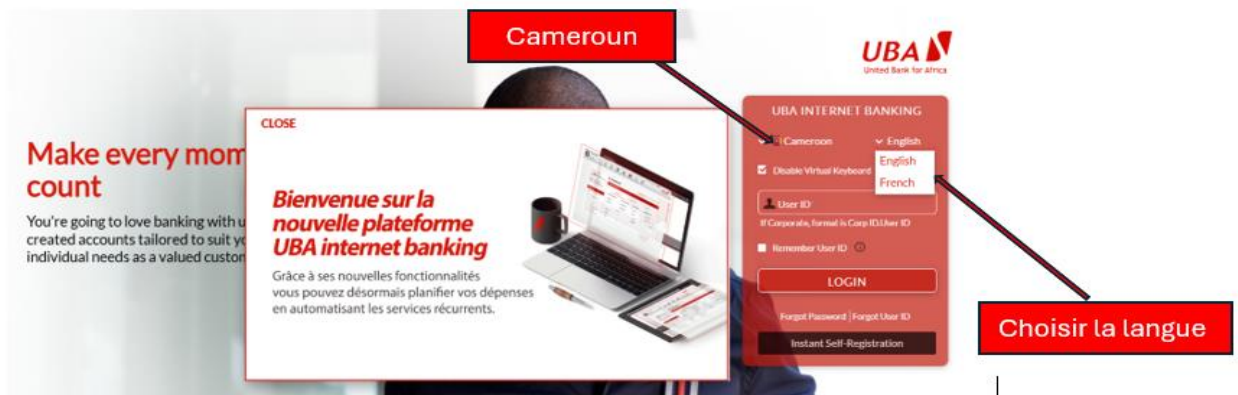 Cameroun
UBA
United Bank for Africa
UBA INTERNET BANKING
Cameroon
English
English
French
Disable Virtual Keyboard
User ID
If Corporate, format is Corp ID.User ID
Remember User ID
LOGIN
Forgot Password | Forgot User ID
Instant Self-Registration
CLOSE
Bienvenue sur la
nouvelle plateforme
UBA internet banking
Grâce à ses nouvelles fonctionnalités
vous pouvez désormais planifier vos dépenses
en automatisant les services récurrents.
Make every mom
count
You're going to love banking with u
created accounts tailored to suit yo
individual needs as a valued custom
Choisir la langue